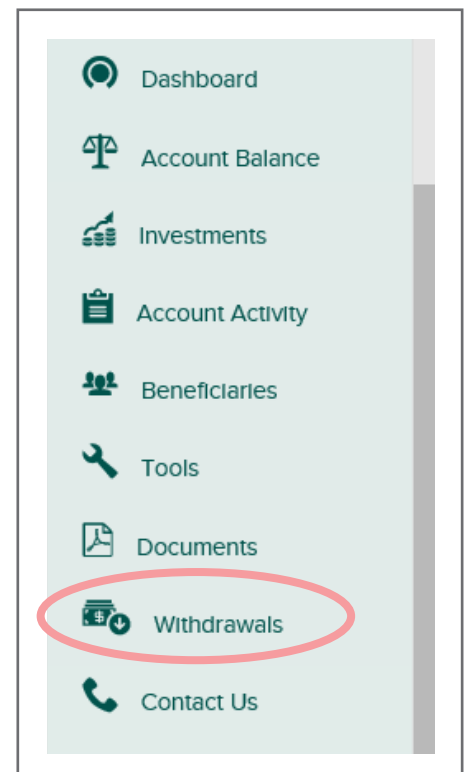 Dashboard
Account Balance
Investments
Account Activity
Beneficiaries
Tools
Documents
Withdrawals
Contact Us